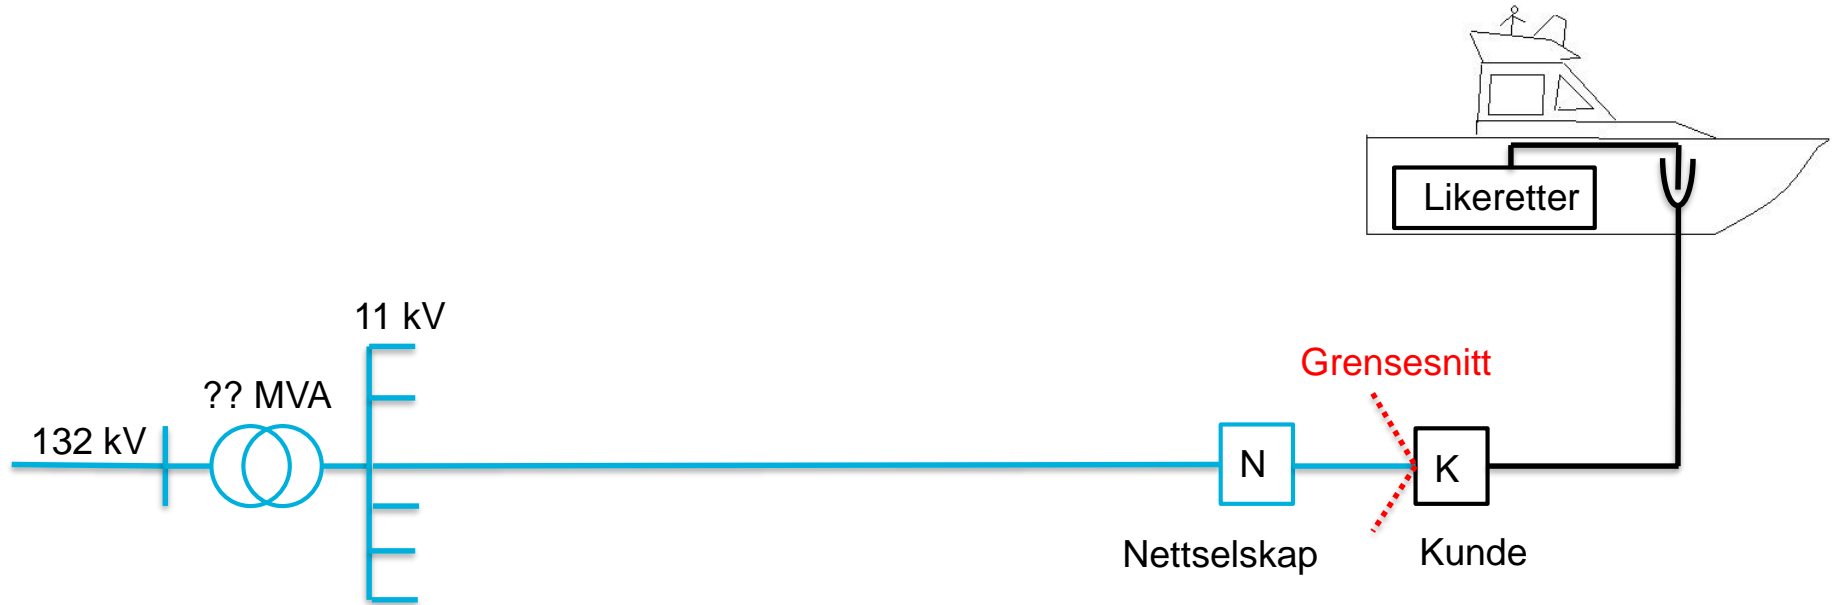 Likeretter
11 kV
Grensesnitt
?? MVA
132 kV
N
K
Nettselskap
Kunde